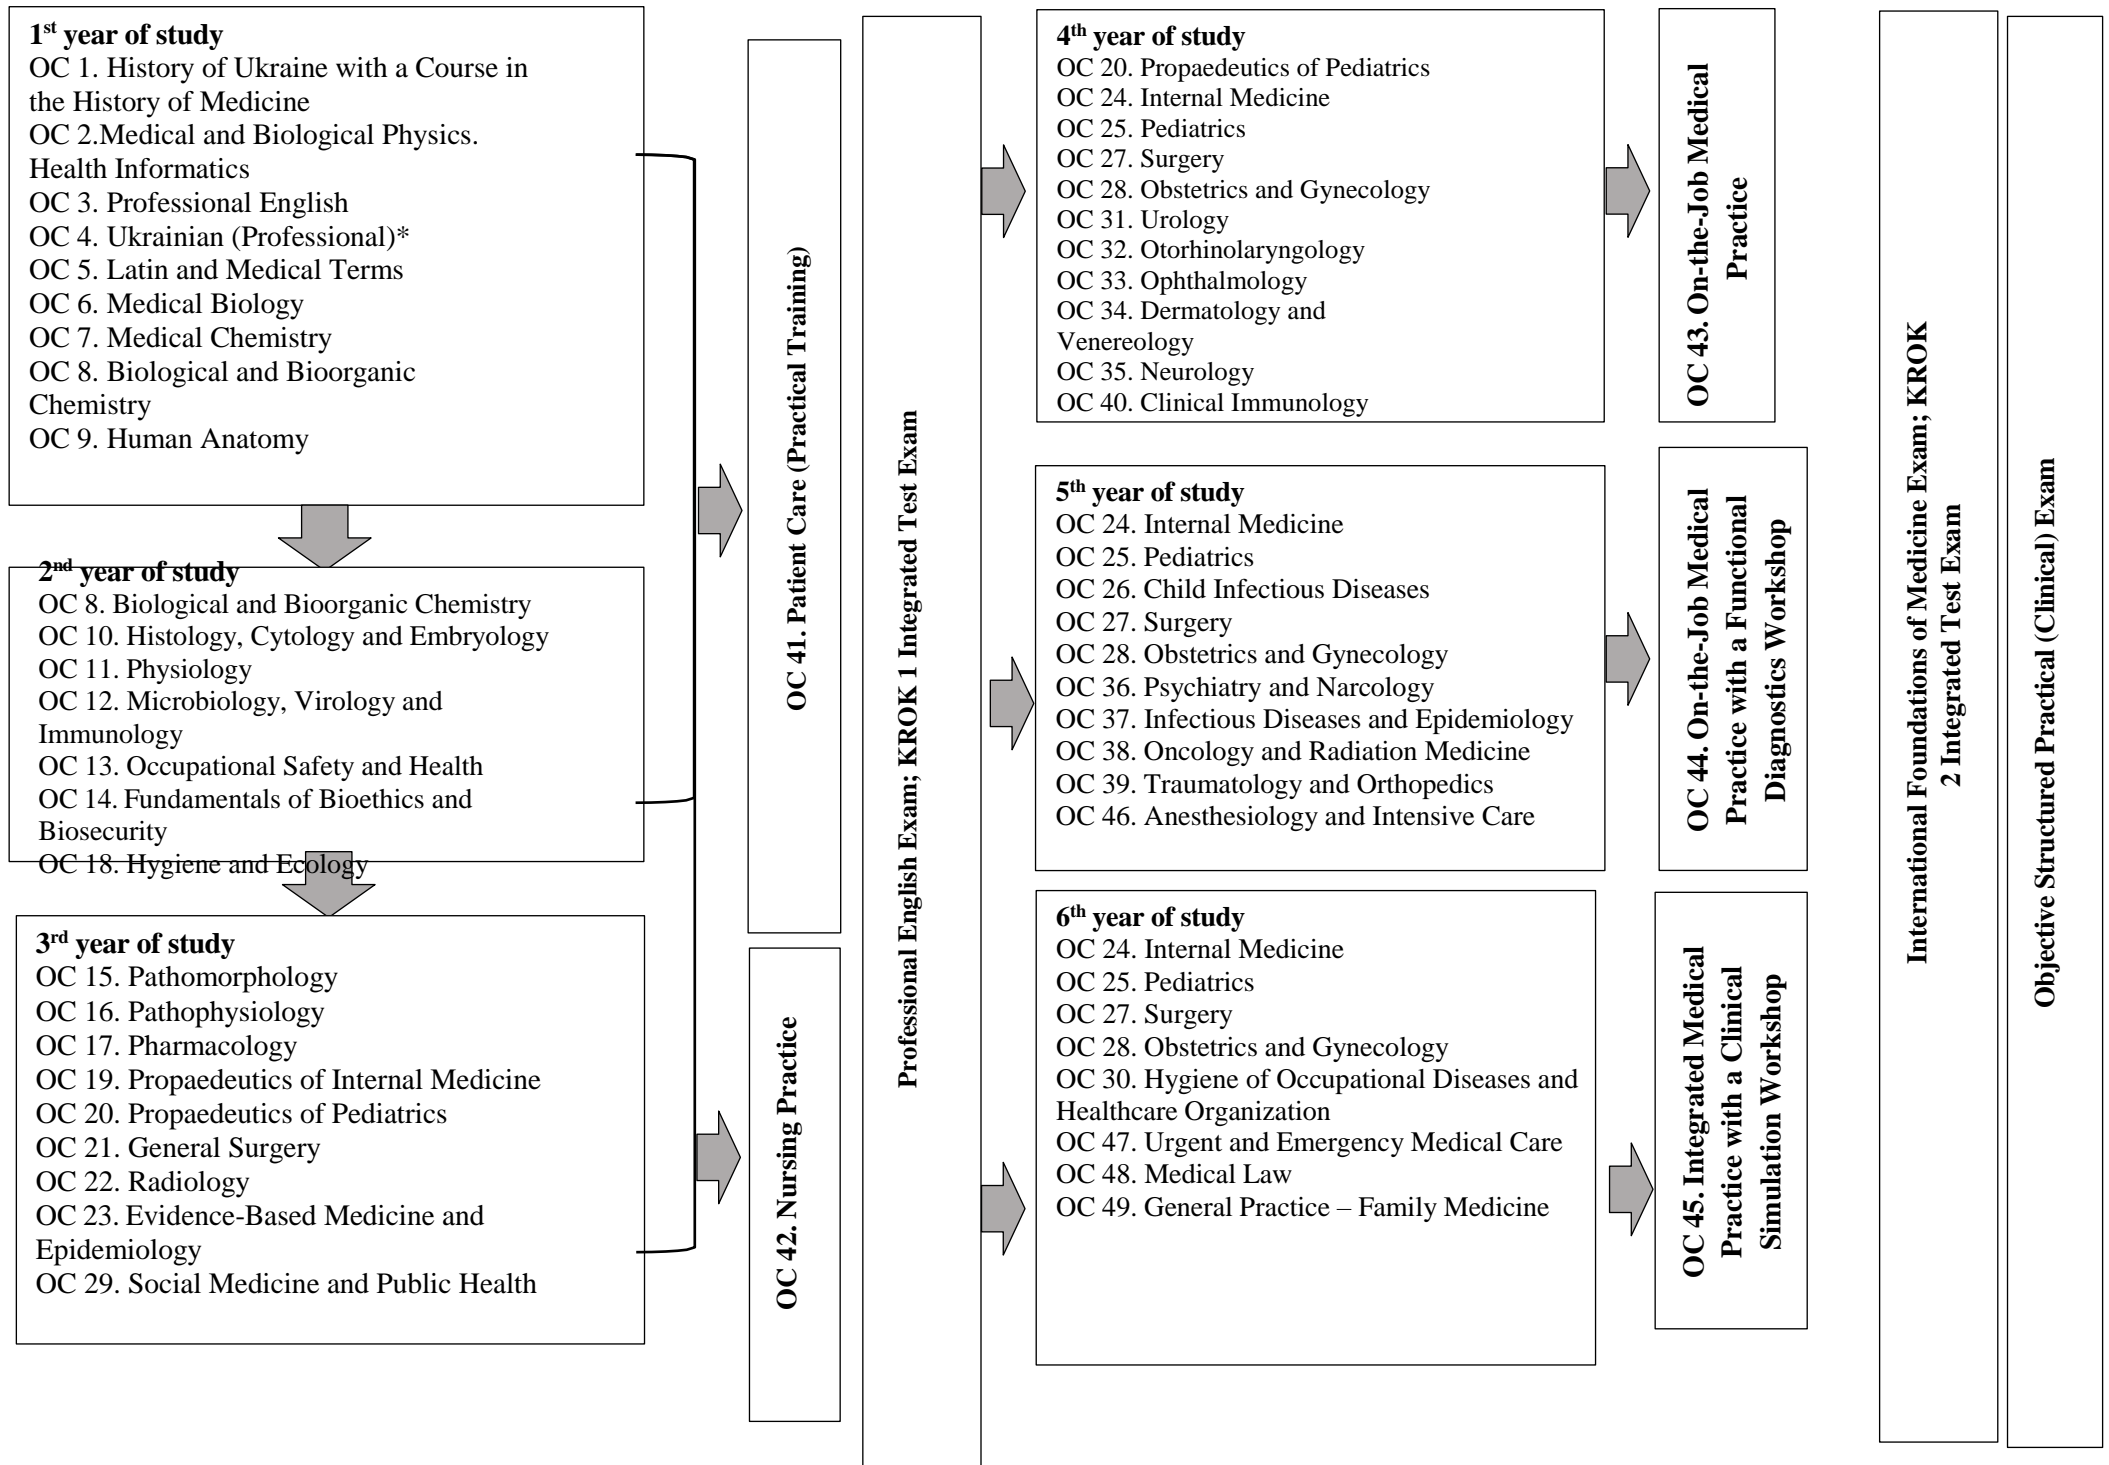 1st year of study
OC 1. History of Ukraine with a Course in
the History of Medicine
OC 2.Medical and Biological Physics.
Health Informatics
OC 3. Professional English
OC 4. Ukrainian (Professional)*
OC 5. Latin and Medical Terms
OC 6. Medical Biology
OC 7. Medical Chemistry
OC 8. Biological and Bioorganic
Chemistry
OC 9. Human Anatomy
2nd year of study
OC 8. Biological and Bioorganic Chemistry
OC 10. Histology, Cytology and Embryology
OC 11. Physiology
OC 12. Microbiology, Virology and
Immunology
OC 13. Occupational Safety and Health
OC 14. Fundamentals of Bioethics and
Biosecurity
OC 18. Hygiene and Ecology
3rd year of study
OC 15. Pathomorphology
OC 16. Pathophysiology
OC 17. Pharmacology
OC 19. Propaedeutics of Internal Medicine
OC 20. Propaedeutics of Pediatrics
OC 21. General Surgery
OC 22. Radiology
OC 23. Evidence-Based Medicine and
Epidemiology
OC 29. Social Medicine and Public Health
OC 41. Patient Care (Practical Training)
OC 42. Nursing Practice
Professional English Exam; KROK 1 Integrated Test Exam
4th year of study
OC 20. Propaedeutics of Pediatrics
OC 24. Internal Medicine
OC 25. Pediatrics
OC 27. Surgery
OC 28. Obstetrics and Gynecology
OC 31. Urology
OC 32. Otorhinolaryngology
OC 33. Ophthalmology
OC 34. Dermatology and
Venereology
OC 35. Neurology
OC 40. Clinical Immunology
5th year of study
OC 24. Internal Medicine
OC 25. Pediatrics
OC 26. Child Infectious Diseases
OC 27. Surgery
OC 28. Obstetrics and Gynecology
OC 36. Psychiatry and Narcology
OC 37. Infectious Diseases and Epidemiology
OC 38. Oncology and Radiation Medicine
OC 39. Traumatology and Orthopedics
OC 46. Anesthesiology and Intensive Care
6th year of study
OC 24. Internal Medicine
OC 25. Pediatrics
OC 27. Surgery
OC 28. Obstetrics and Gynecology
OC 30. Hygiene of Occupational Diseases and
Healthcare Organization
OC 47. Urgent and Emergency Medical Care
OC 48. Medical Law
OC 49. General Practice – Family Medicine
OC 43. On-the-Job Medical
Practice
OC 44. On-the-Job Medical
Practice with a Functional
Diagnostics Workshop
OC 45. Integrated Medical
Practice with a Clinical
Simulation Workshop
International Foundations of Medicine Exam; KROK
2 Integrated Test Exam
Objective Structured Practical (Clinical) Exam